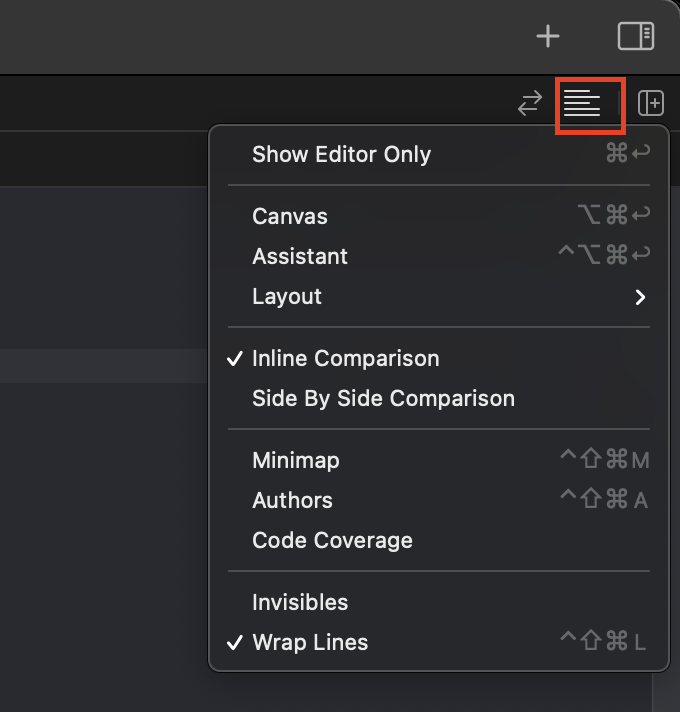 Show Editor Only ⌘↩
Canvas ⌥⌘↩
Assistant ^⌥⌘↩
Layout
Inline Comparison
Side By Side Comparison
Minimap ^⇧⌘M
Authors ^⇧⌘A
Code Coverage
Invisibles
Wrap Lines ^⇧⌘L